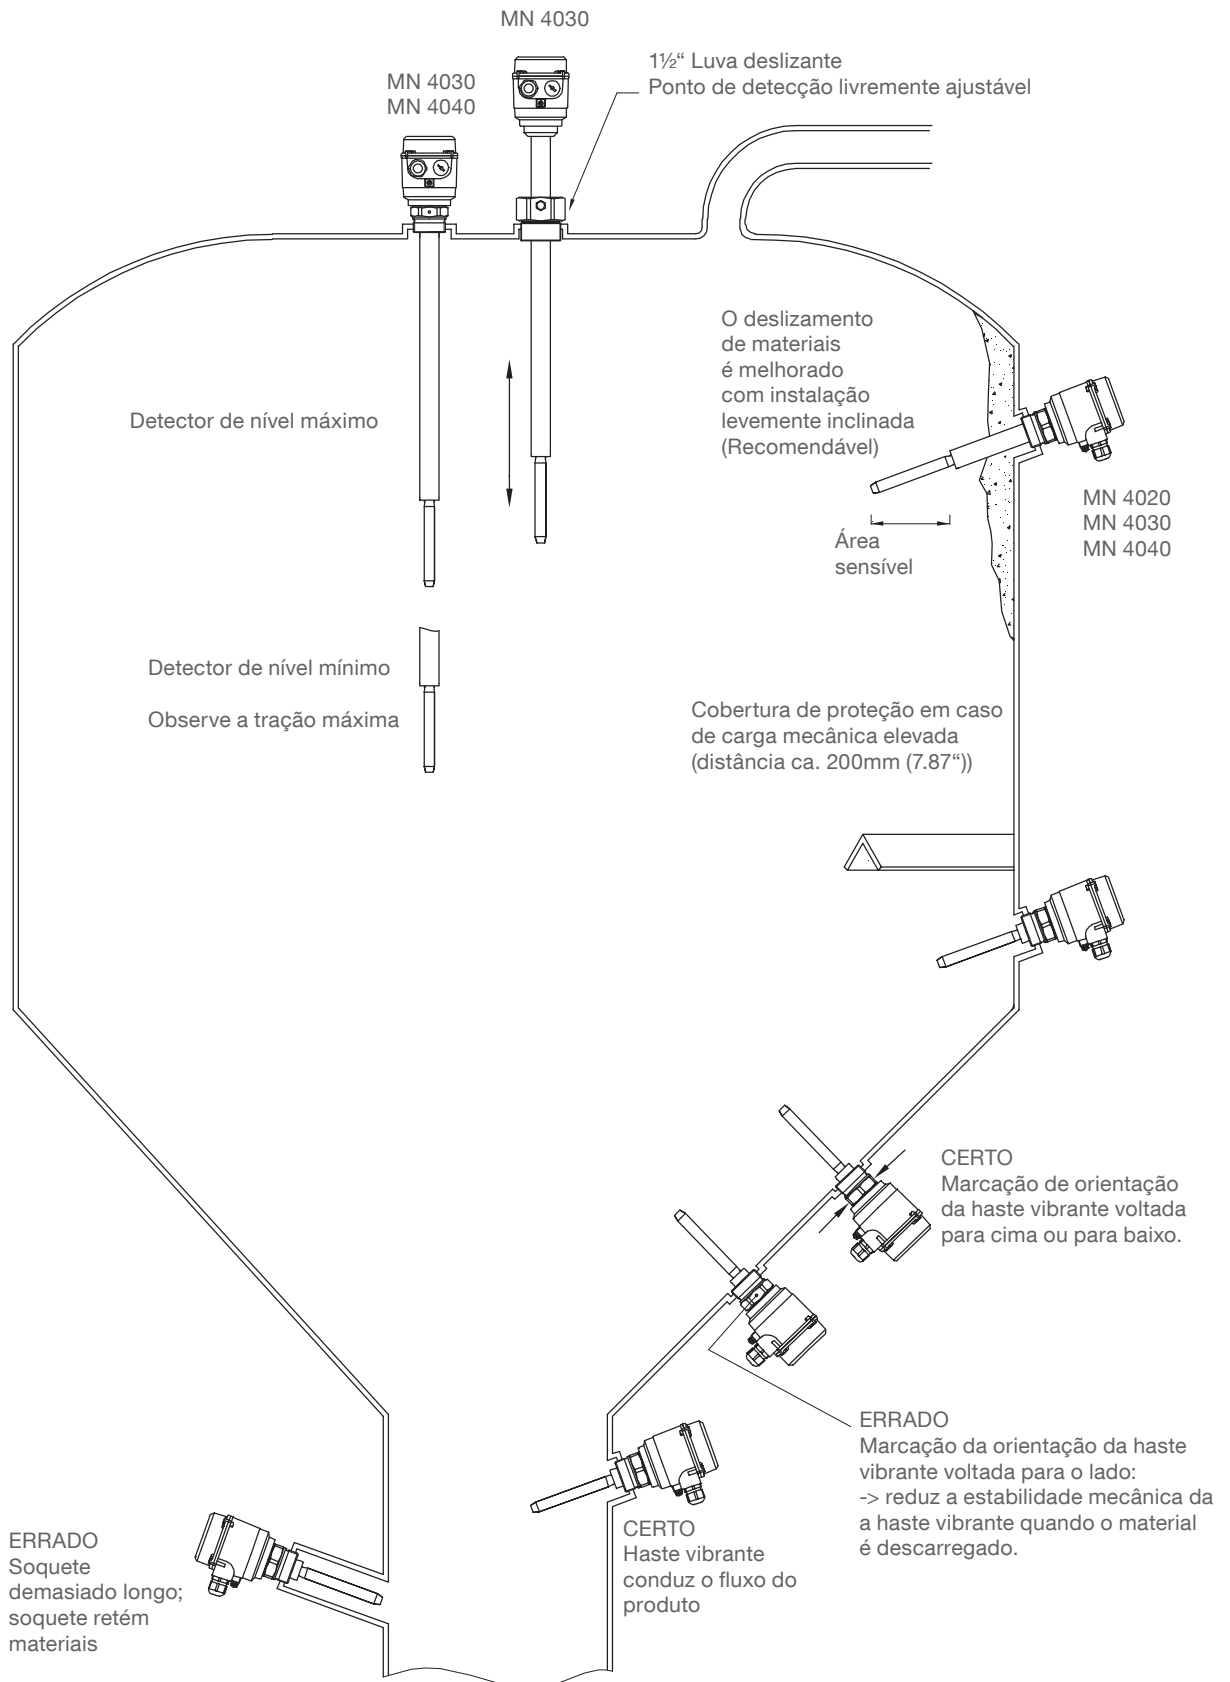 MN 4030
1½“ Luva deslizante
Ponto de detecção livremente ajustável
MN 4030
MN 4040
O deslizamento
de materiais
é melhorado
com instalação
levemente inclinada
(Recomendável)
Detector de nível máximo
MN 4020
MN 4030
MN 4040
Área
sensível
Detector de nível mínimo
Observe a tração máxima
Cobertura de proteção em caso
de carga mecânica elevada
(distância ca. 200mm (7.87“))
CERTO
Marcação de orientação
da haste vibrante voltada
para cima ou para baixo.
ERRADO
Marcação da orientação da haste
vibrante voltada para o lado:
-> reduz a estabilidade mecânica da
a haste vibrante quando o material
é descarregado.
CERTO
Haste vibrante
conduz o fluxo do
produto
ERRADO
Soquete
demasiado longo;
soquete retém
materiais